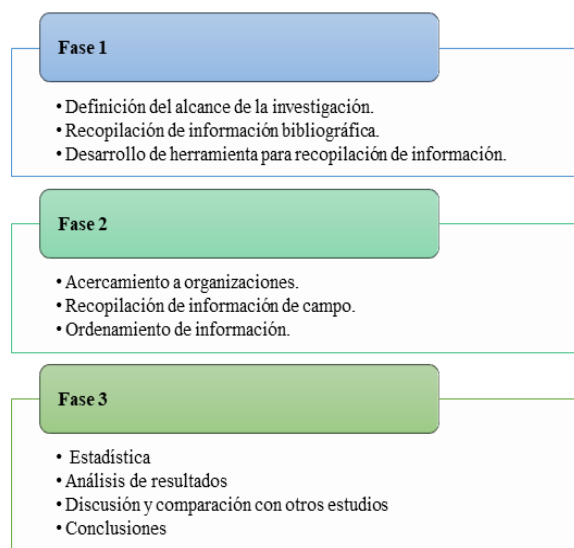 Fase 1
• Definición del alcance de la investigación.
• Recopilación de información bibliográfica.
• Desarrollo de herramienta para recopilación de información.
Fase 2
• Acercamiento a organizaciones.
• Recopilación de información de campo.
• Ordenamiento de información.
Fase 3
• Estadística
• Análisis de resultados
• Discusión y comparación con otros estudios
• Conclusiones